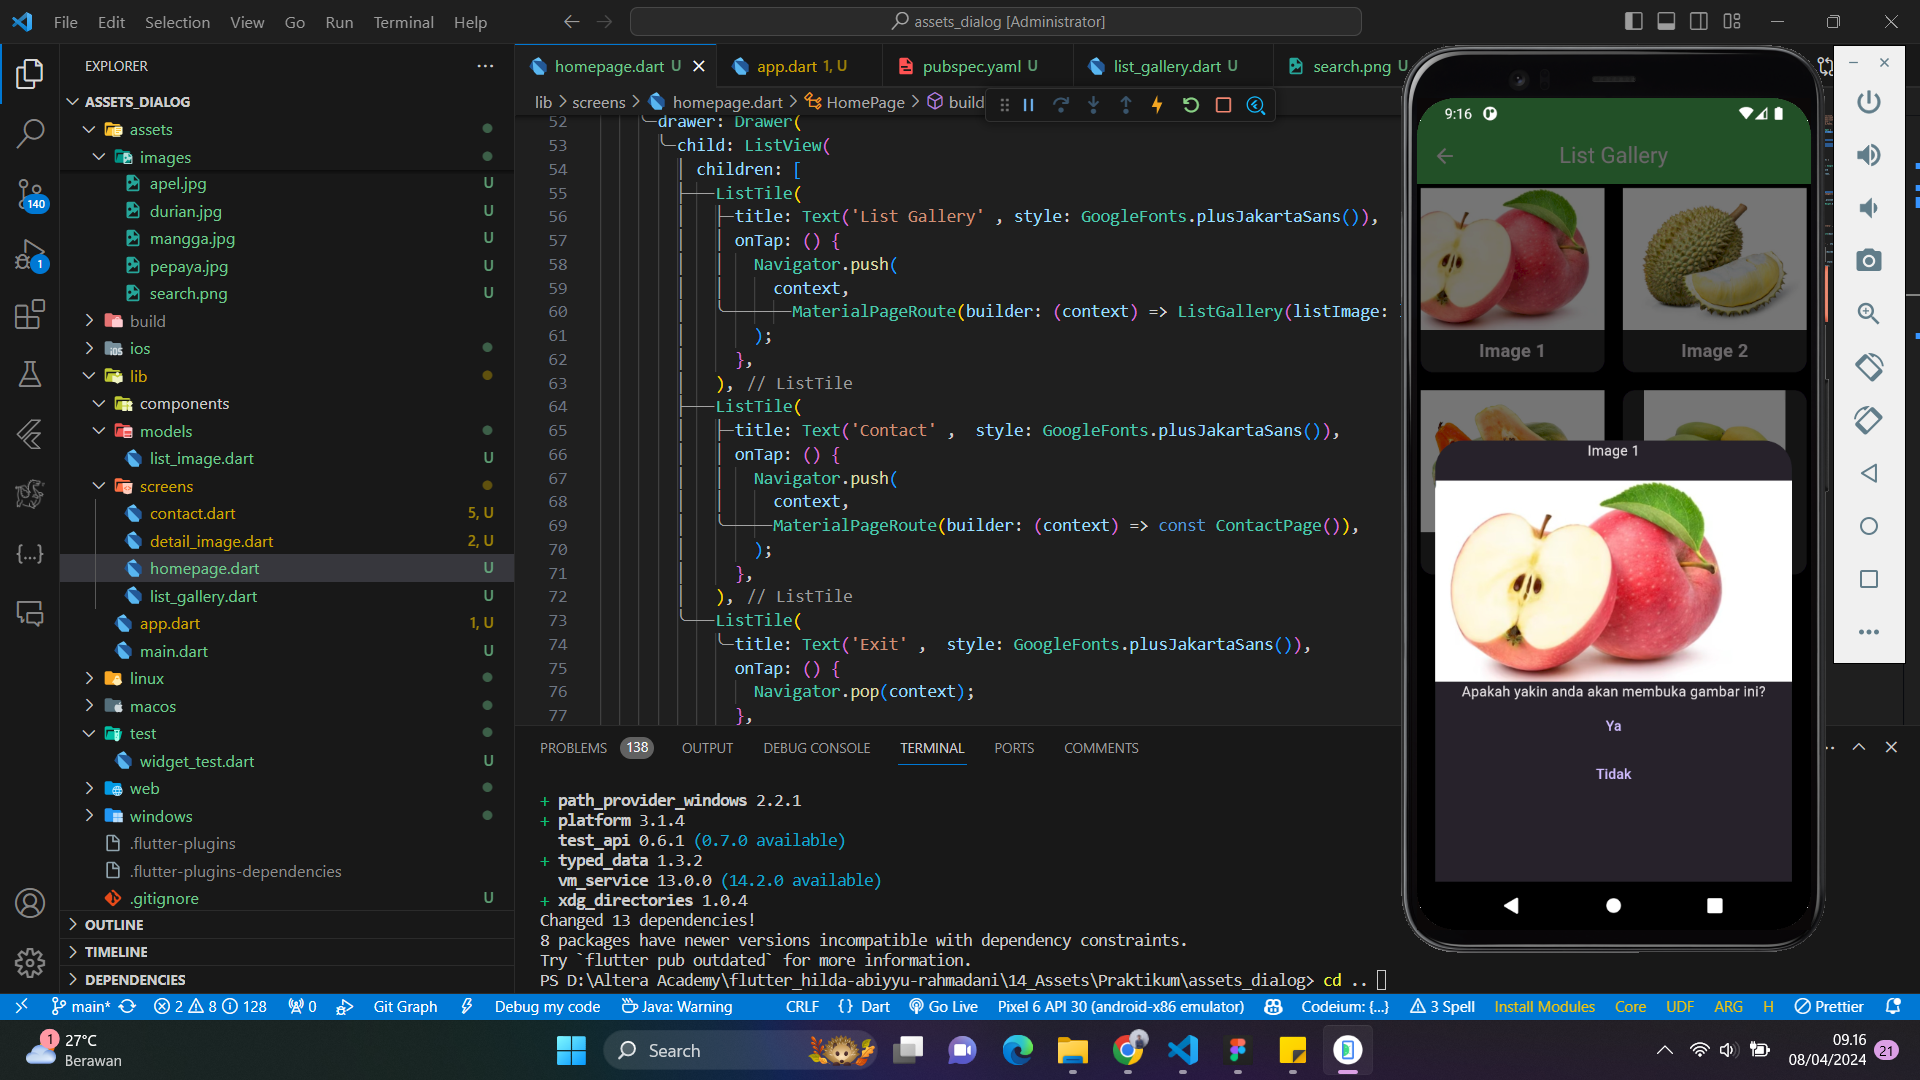 File Edit Selection View Go Run Terminal Help
assets_dialog [Administrator]
EXPLORER
ASSETS_DIALOG
assets
images
apel.jpg U
durian.jpg U
mangga.jpg U
pepaya.jpg U
search.png U
build
ios
lib
components
models
list_image.dart U
screens
contact.dart 5, U
detail_image.dart 2, U
homepage.dart U
list_gallery.dart U
app.dart 1, U
main.dart U
linux
macos
test
widget_test.dart U
web
windows
.flutter-plugins
.flutter-plugins-dependencies
.gitignore U
OUTLINE
TIMELINE
DEPENDENCIES
140
1
homepage.dart U app.dart 1, U pubspec.yaml U list_gallery.dart U search.png U
lib > screens > homepage.dart > HomePage > build
52 drawer: Drawer(
53 child: ListView(
54 children: [
55 ListTile(
56 title: Text('List Gallery' , style: GoogleFonts.plusJakartaSans()),
57 onTap: () {
58 Navigator.push(
59 context,
60 MaterialPageRoute(builder: (context) => ListGallery(listImage:
61 );
62 },
63 ), // ListTile
64 ListTile(
65 title: Text('Contact' ,  style: GoogleFonts.plusJakartaSans()),
66 onTap: () {
67 Navigator.push(
68 context,
69 MaterialPageRoute(builder: (context) => const ContactPage()),
70 );
71 },
72 ), // ListTile
73 ListTile(
74 title: Text('Exit' ,  style: GoogleFonts.plusJakartaSans()),
75 onTap: () {
76 Navigator.pop(context);
77 },
PROBLEMS 138 OUTPUT DEBUG CONSOLE TERMINAL PORTS COMMENTS
+ path_provider_windows 2.2.1
+ platform 3.1.4
test_api 0.6.1 (0.7.0 available)
+ typed_data 1.3.2
vm_service 13.0.0 (14.2.0 available)
+ xdg_directories 1.0.4
Changed 13 dependencies!
8 packages have newer versions incompatible with dependency constraints.
Try `flutter pub outdated` for more information.
PS D:\Altera Academy\flutter_hilda-abiyyu-rahmadani\14_Assets\Praktikum\assets_dialog> cd ..
9:16
List Gallery
Image 1 Image 2
Image 1
Apakah yakin anda akan membuka gambar ini?
Ya
Tidak
main* 2 8 128 0 Git Graph Debug my code Java: Warning CRLF {} Dart Go Live Pixel 6 API 30 (android-x86 emulator) Codeium: {...} 3 Spell Install Modules Core UDF ARG H Prettier
1
27°C
Berawan
Search
09.16
08/04/2024
21